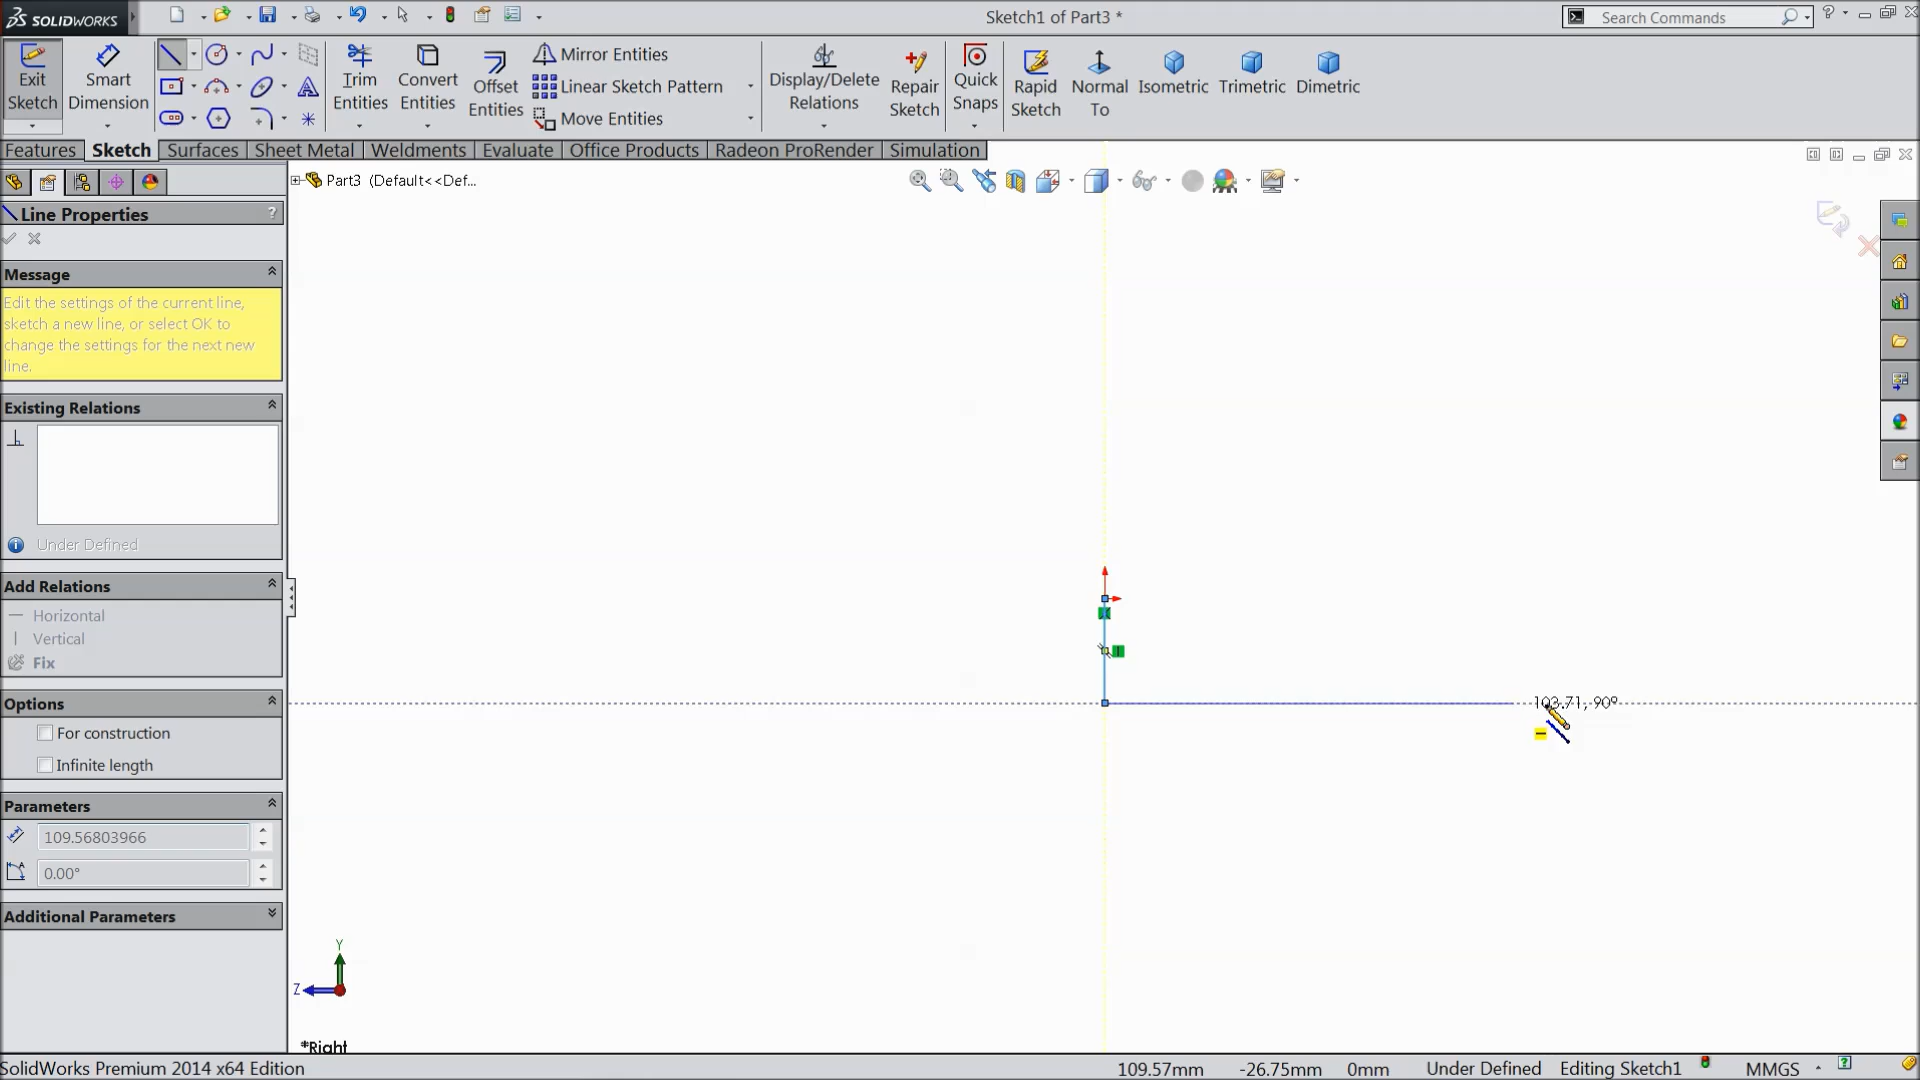 SOLIDWORKS
Sketch1 of Part3 *
Search Commands
?
Exit
Sketch
Smart
Dimension
Trim
Entities
Convert
Entities
Offset
Entities
Mirror Entities
Linear Sketch Pattern
Move Entities
Display/Delete
Relations
Repair
Sketch
Quick
Snaps
Rapid
Sketch
Normal
To
Isometric
Trimetric
Dimetric
Features
Sketch
Surfaces
Sheet Metal
Weldments
Evaluate
Office Products
Radeon ProRender
Simulation
Part3 (Default<<Def...
Line Properties
?
Message
Edit the settings of the current line,
sketch a new line, or select OK to
change the settings for the next new
line.
Existing Relations
Under Defined
Add Relations
Horizontal
Vertical
Fix
Options
For construction
Infinite length
Parameters
109.56803966
0.00°
Additional Parameters
103.71, 90°
Y
Z
*Right
SolidWorks Premium 2014 x64 Edition
109.57mm
-26.75mm
0mm
Under Defined
Editing Sketch1
MMGS